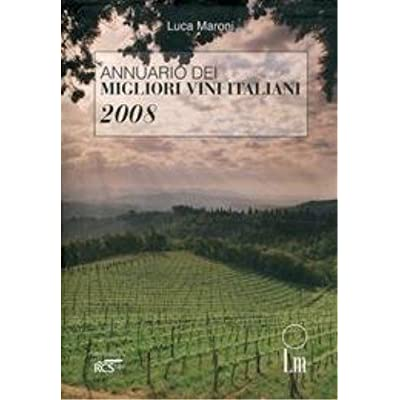 Luca Maroni
ANNUARIO DEI
MIGLIORI VINI ITALIANI
2008
RCS
Lm